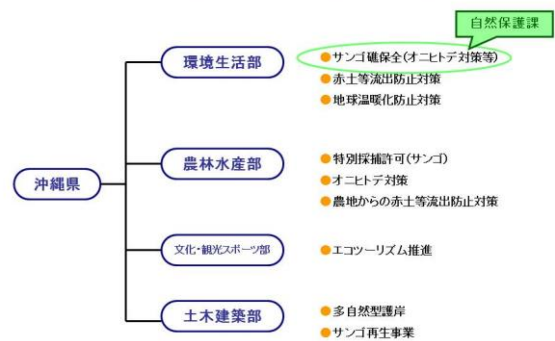 自然保護課
環境生活部
●サンゴ礁保全(オニヒトデ対策等)
●赤土等流出防止対策
●地球温暖化防止対策
沖縄県
農林水産部
●特別採捕許可(サンゴ)
●オニヒトデ対策
●農地からの赤土等流出防止対策
文化・観光スポーツ部
●エコツーリズム推進
土木建築部
●多自然型護岸
●サンゴ再生事業